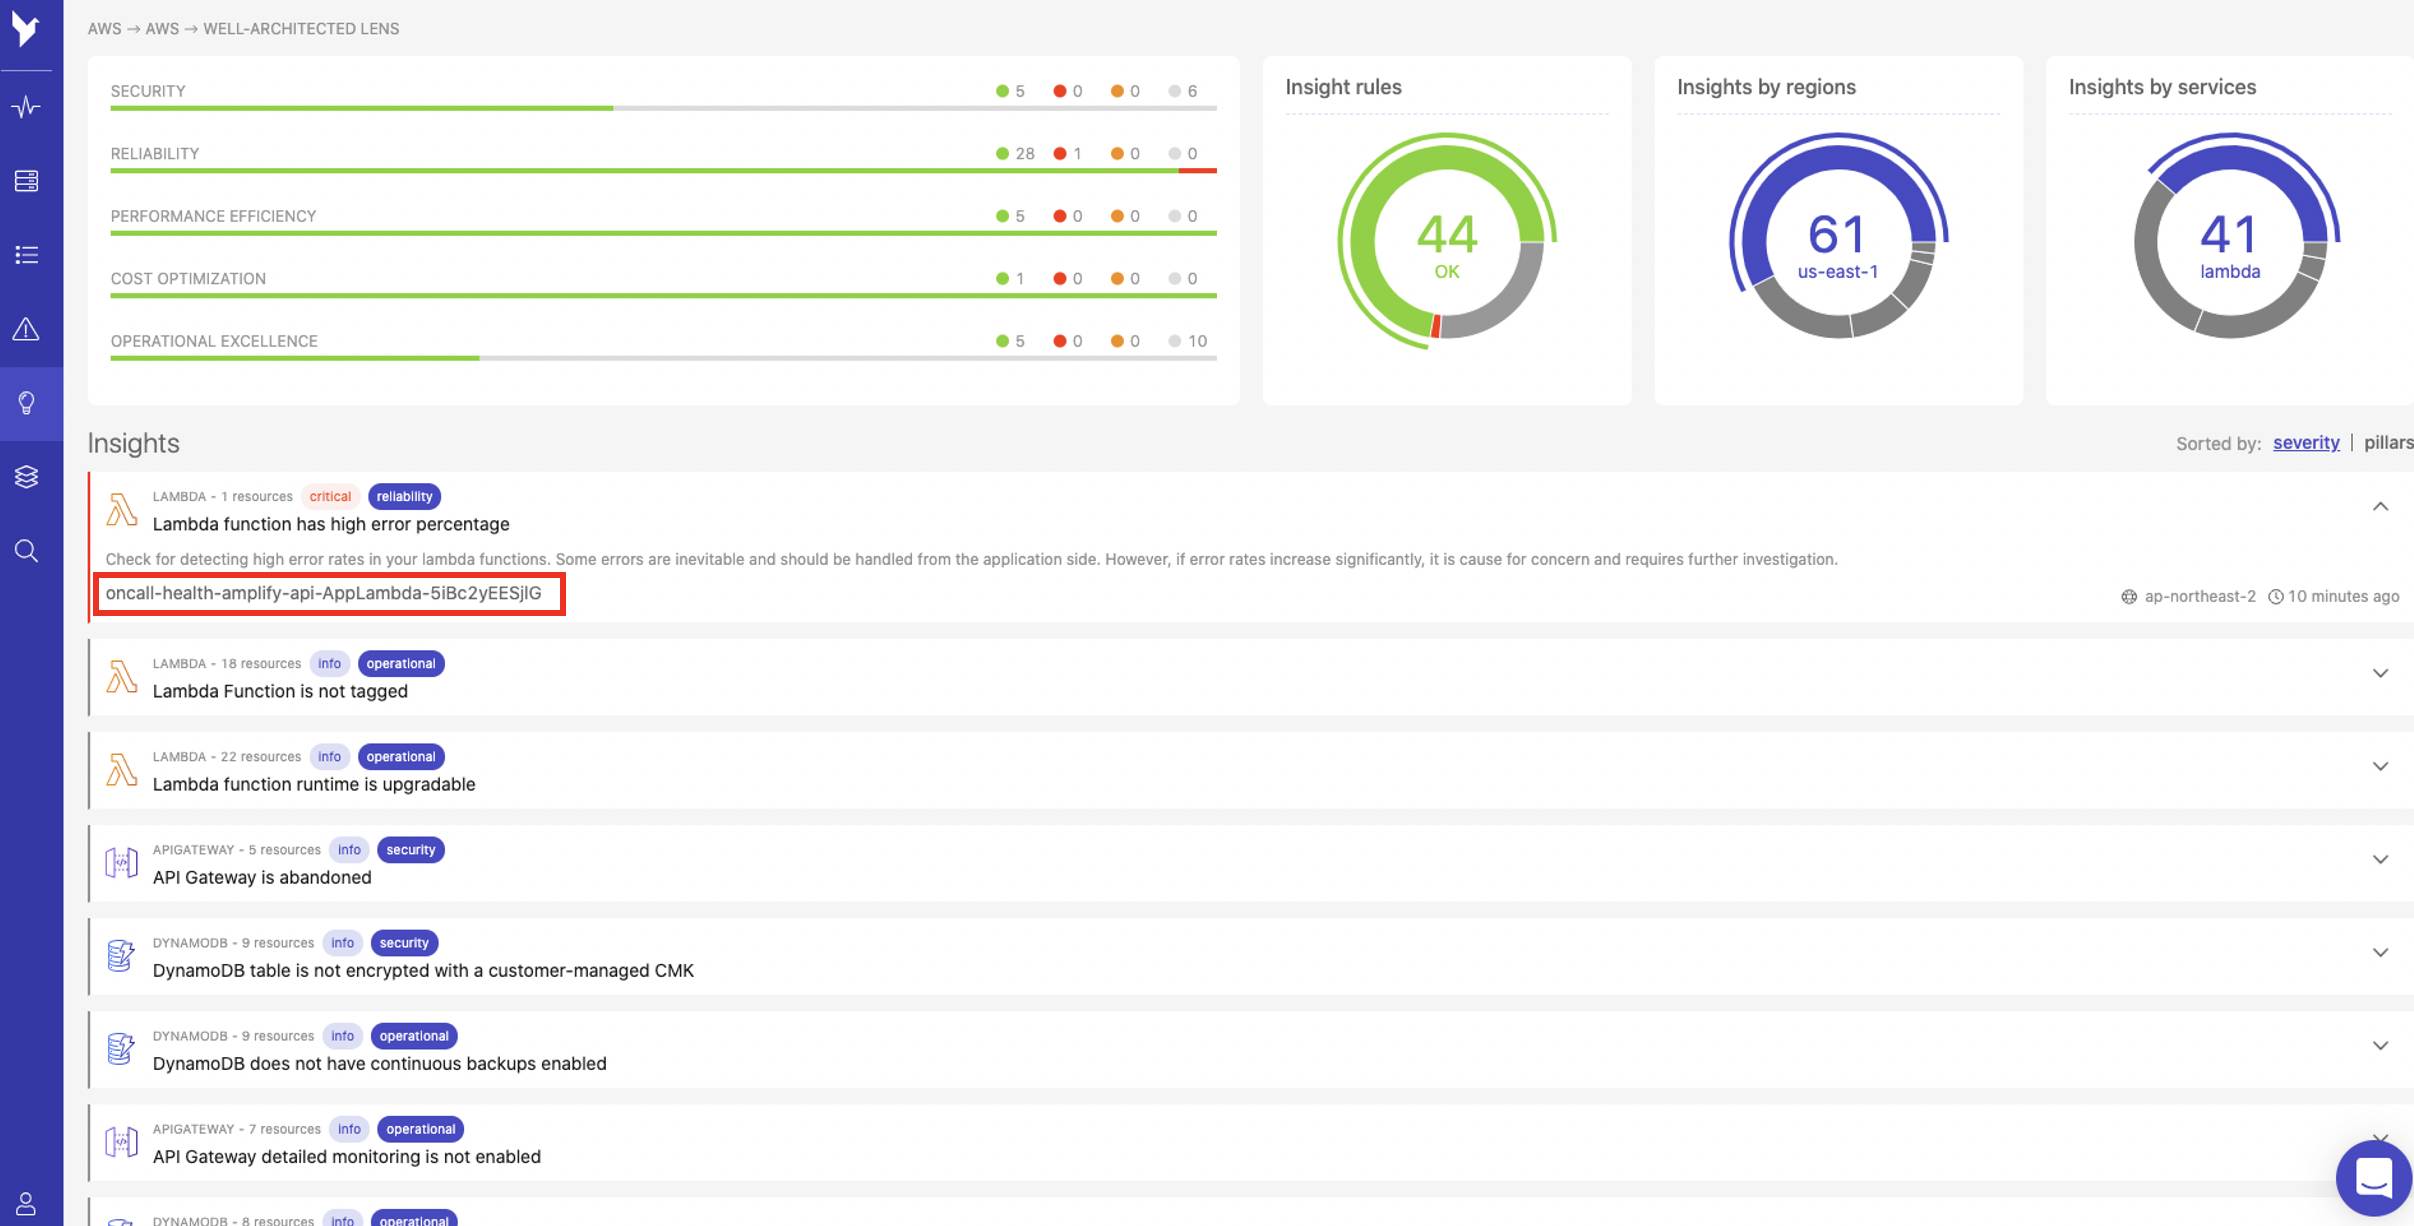 AWS → AWS → WELL-ARCHITECTED LENS
SECURITY 5 0 0 6
RELIABILITY 28 1 0 0
PERFORMANCE EFFICIENCY 5 0 0 0
COST OPTIMIZATION 1 0 0 0
OPERATIONAL EXCELLENCE 5 0 0 10
Insight rules
44
OK
Insights by regions
61
us-east-1
Insights by services
41
lambda
Insights
Sorted by: severity | pillars
LAMBDA - 1 resources critical reliability
Lambda function has high error percentage
Check for detecting high error rates in your lambda functions. Some errors are inevitable and should be handled from the application side. However, if error rates increase significantly, it is cause for concern and requires further investigation.
oncall-health-amplify-api-AppLambda-5iBc2yEESjIG
ap-northeast-2 10 minutes ago
LAMBDA - 18 resources info operational
Lambda Function is not tagged
LAMBDA - 22 resources info operational
Lambda function runtime is upgradable
APIGATEWAY - 5 resources info security
API Gateway is abandoned
DYNAMODB - 9 resources info security
DynamoDB table is not encrypted with a customer-managed CMK
DYNAMODB - 9 resources info operational
DynamoDB does not have continuous backups enabled
APIGATEWAY - 7 resources info operational
API Gateway detailed monitoring is not enabled
DYNAMODB - 8 resources info operational